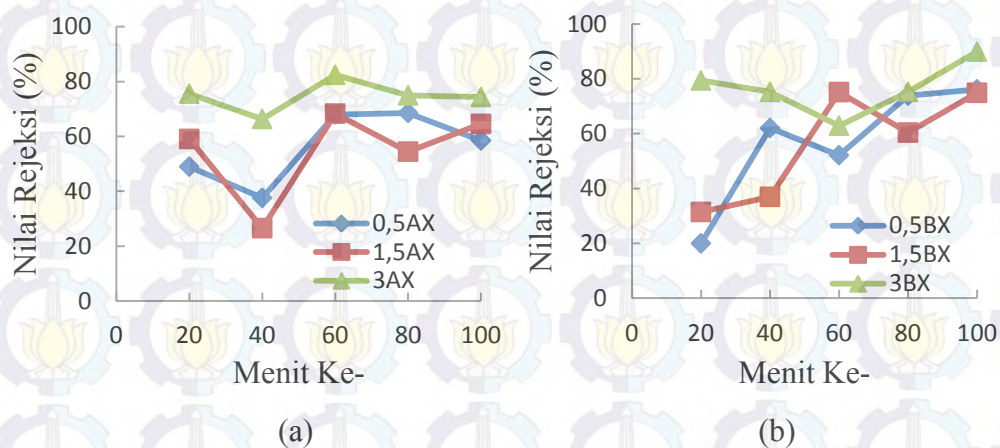 Nilai Rejeksi (%)
100
80
60
40
20
0
0 20 40 60 80 100
Menit Ke-
0,5AX
1,5AX
3AX
(a)
Nilai Rejeksi (%)
100
80
60
40
20
0
0 20 40 60 80 100
Menit Ke-
0,5BX
1,5BX
3BX
(b)